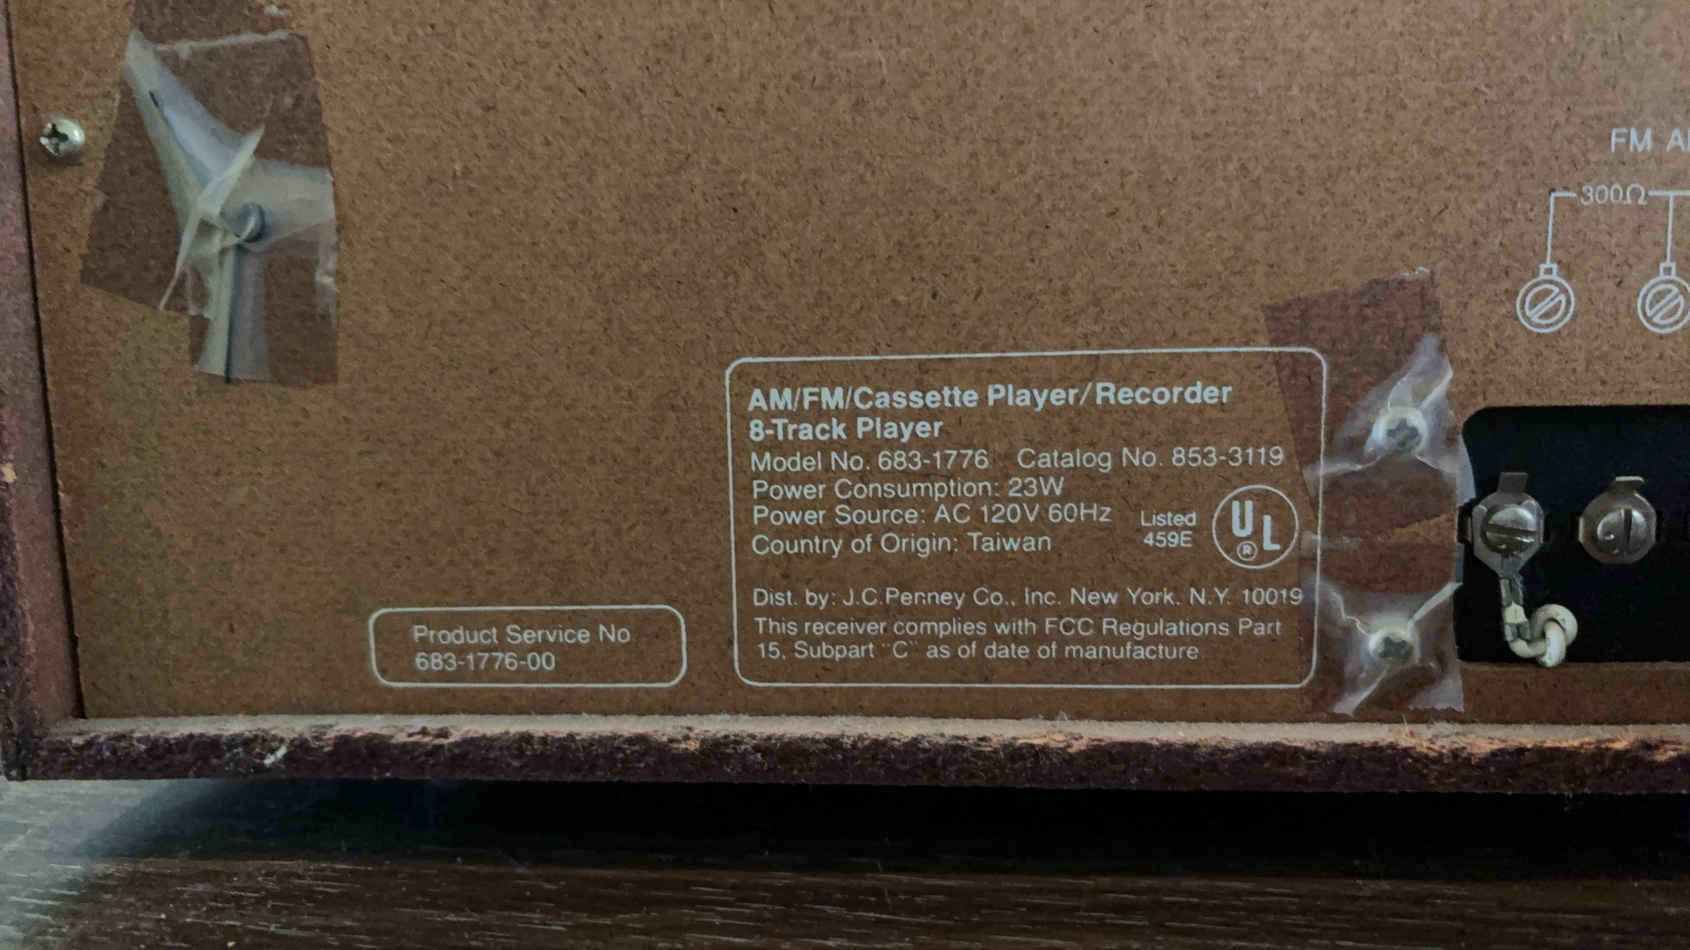 FM
300Ω
AM/FM/Cassette Player/Recorder
8-Track Player
Model No. 683-1776 Catalog No. 853-3119
Power Consumption: 23W
Power Source: AC 120V 60Hz
Country of Origin: Taiwan
Listed
459E
UL
®
Dist. by: J.C.Penney Co., Inc. New York. N.Y. 10019
This receiver complies with FCC Regulations Part
15, Subpart "C" as of date of manufacture
Product Service No
683-1776-00